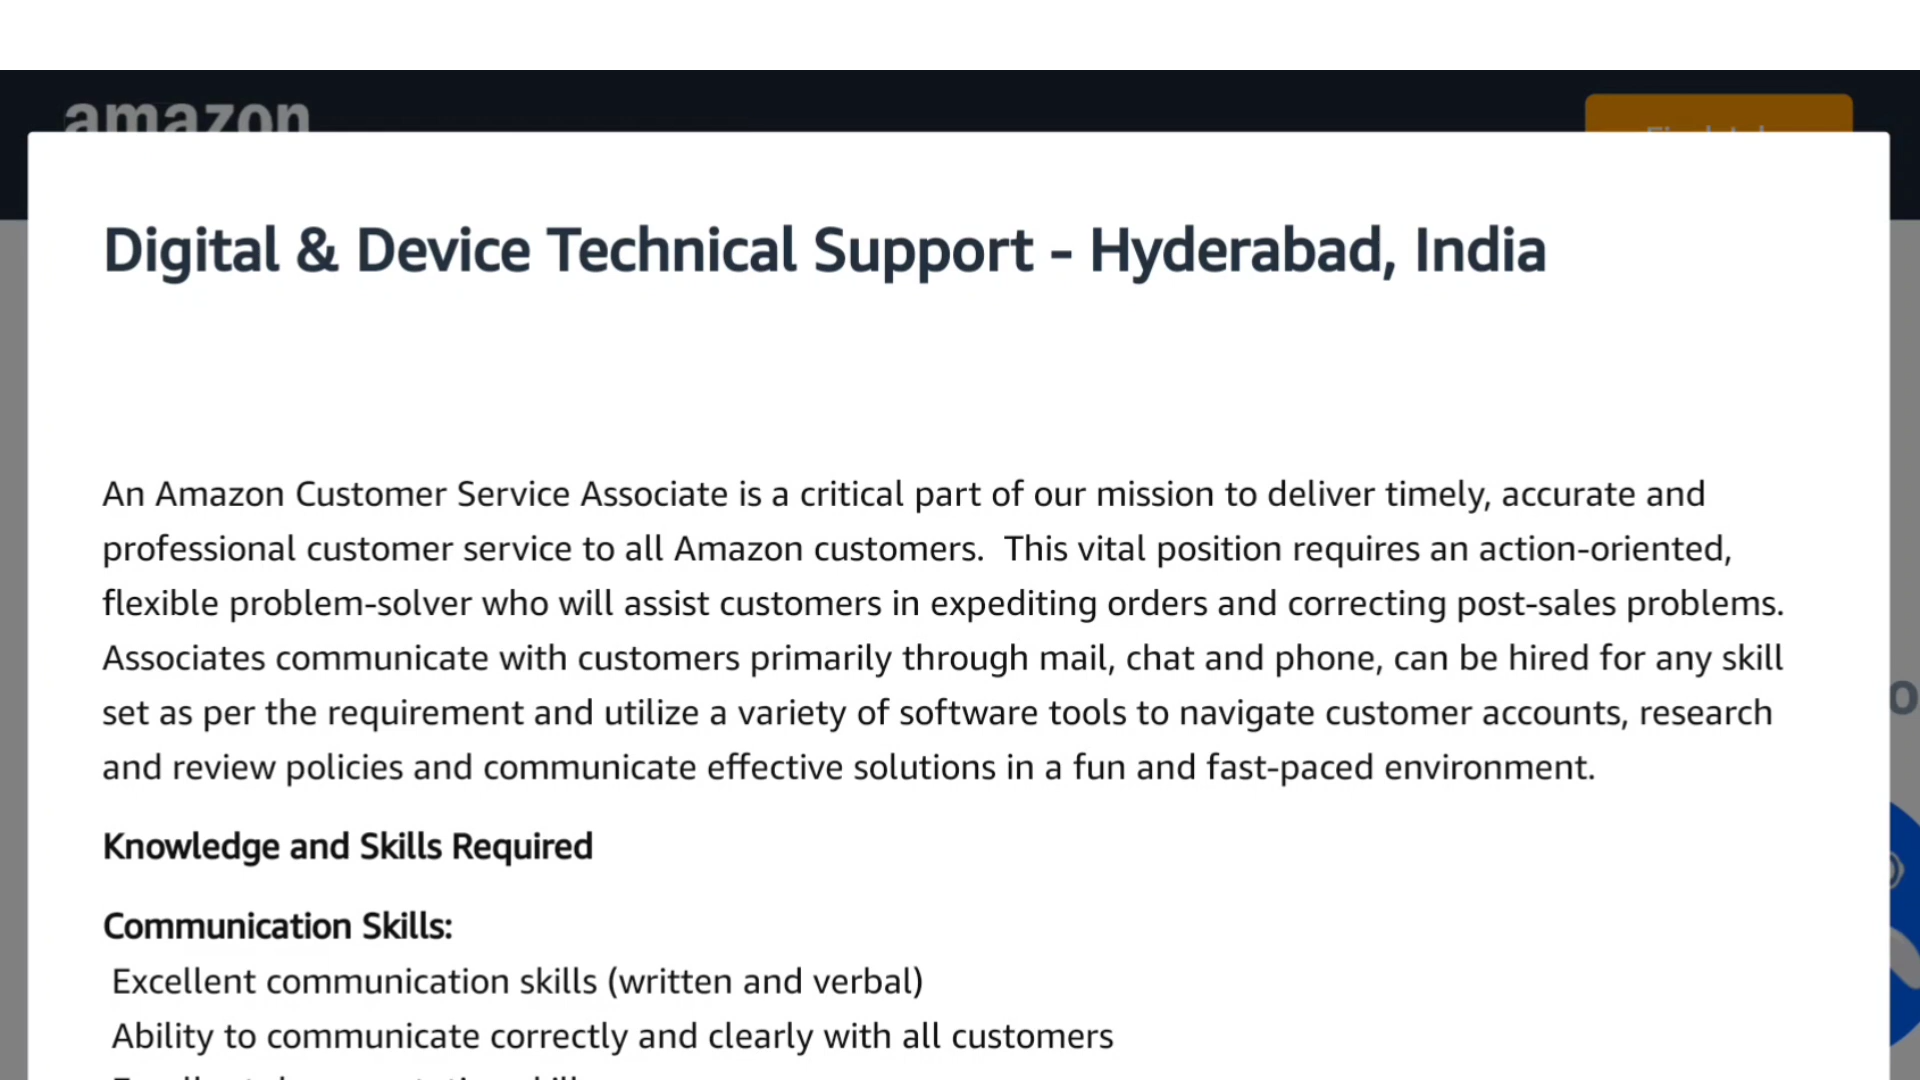 amazon
Digital & Device Technical Support - Hyderabad, India
An Amazon Customer Service Associate is a critical part of our mission to deliver timely, accurate and
professional customer service to all Amazon customers.  This vital position requires an action-oriented,
flexible problem-solver who will assist customers in expediting orders and correcting post-sales problems.
Associates communicate with customers primarily through mail, chat and phone, can be hired for any skill
set as per the requirement and utilize a variety of software tools to navigate customer accounts, research
and review policies and communicate effective solutions in a fun and fast-paced environment.
Knowledge and Skills Required
Communication Skills:
Excellent communication skills (written and verbal)
Ability to communicate correctly and clearly with all customers